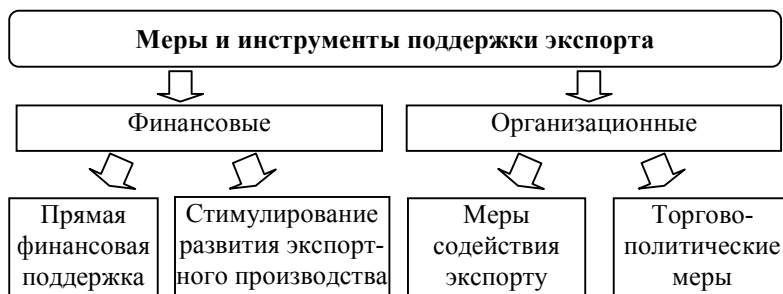 Меры и инструменты поддержки экспорта
Финансовые
Организационные
Прямая
финансовая
поддержка
Стимулирование
развития экспорт-
ного производства
Меры
содействия
экспорту
Торгово-
политические
меры